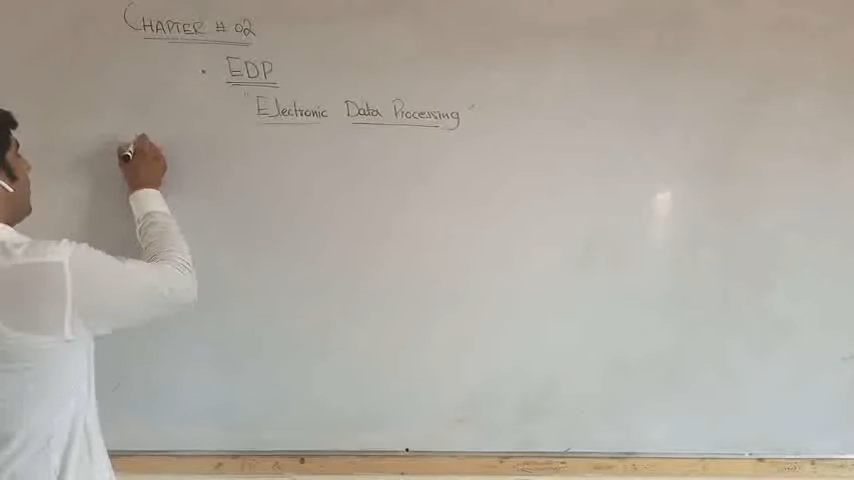 CHAPTER # 02
• EDP
"Electronic Data Processing"